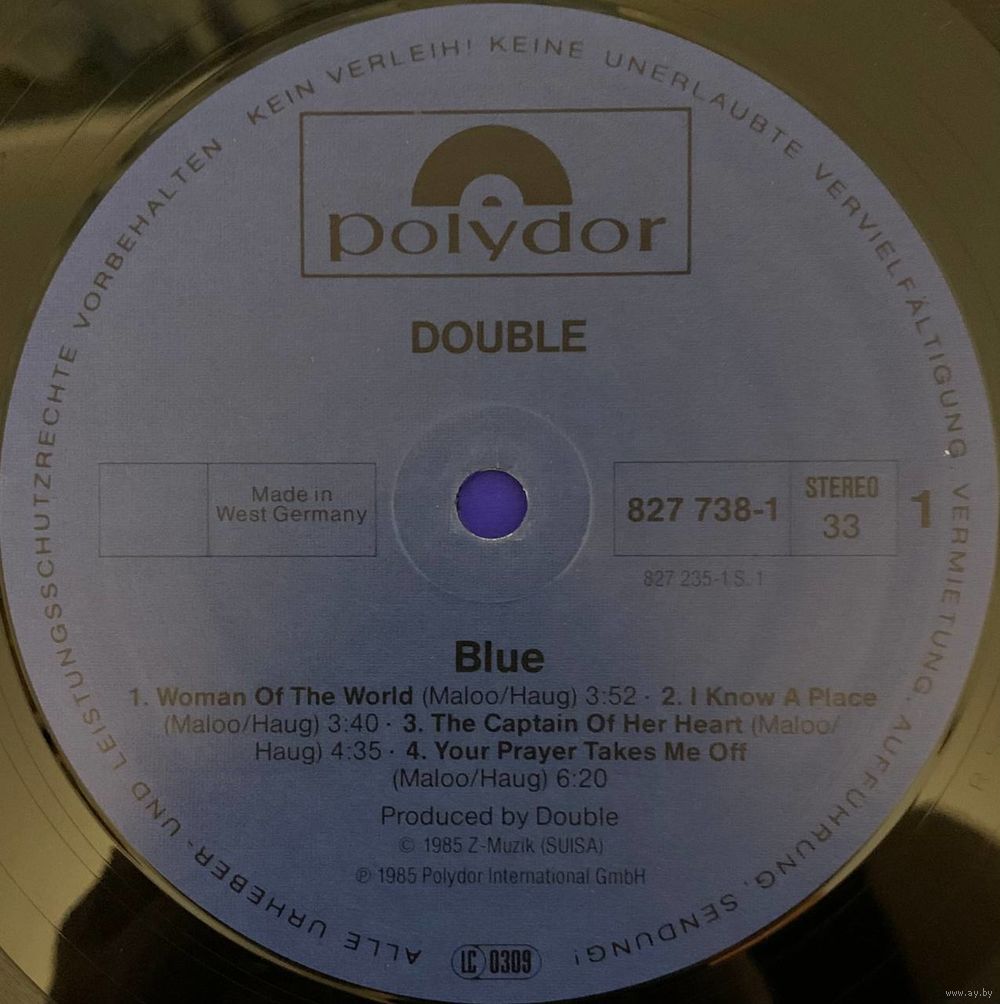 ALLE URHEBER- UND LEISTUNGSSCHUTZRECHTE VORBEHALTEN KEIN VERLEIH! KEINE UNERLAUBTE VERVIELFÄLTIGUNG, VERMIETUNG, AUFFÜHRUNG, SENDUNG!
polydor
DOUBLE
Made in
West Germany
827 738-1
STEREO
33
1
827 235-1 S. 1
Blue
1. Woman Of The World (Maloo/Haug) 3:52 · 2. I Know A Place
(Maloo/Haug) 3:40 · 3. The Captain Of Her Heart (Maloo/
Haug) 4:35 · 4. Your Prayer Takes Me Off
(Maloo/Haug) 6:20
Produced by Double
© 1985 Z-Muzik (SUISA)
℗ 1985 Polydor International GmbH
LC 0309
www.ay.by